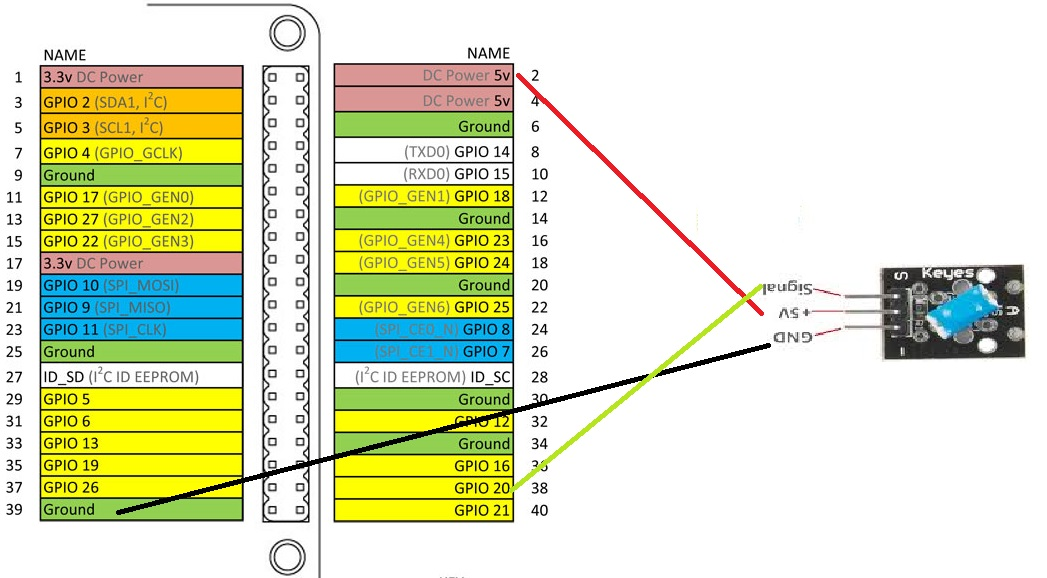 NAME
1 3.3v DC Power
3 GPIO 2 (SDA1, I²C)
5 GPIO 3 (SCL1, I²C)
7 GPIO 4 (GPIO_GCLK)
9 Ground
11 GPIO 17 (GPIO_GEN0)
13 GPIO 27 (GPIO_GEN2)
15 GPIO 22 (GPIO_GEN3)
17 3.3v DC Power
19 GPIO 10 (SPI_MOSI)
21 GPIO 9 (SPI_MISO)
23 GPIO 11 (SPI_CLK)
25 Ground
27 ID_SD (I²C ID EEPROM)
29 GPIO 5
31 GPIO 6
33 GPIO 13
35 GPIO 19
37 GPIO 26
39 Ground
NAME
DC Power 5v 2
DC Power 5v 4
Ground 6
(TXD0) GPIO 14 8
(RXD0) GPIO 15 10
(GPIO_GEN1) GPIO 18 12
Ground 14
(GPIO_GEN4) GPIO 23 16
(GPIO_GEN5) GPIO 24 18
Ground 20
(GPIO_GEN6) GPIO 25 22
(SPI_CE0_N) GPIO 8 24
(SPI_CE1_N) GPIO 7 26
(I²C ID EEPROM) ID_SC 28
Ground 30
GPIO 12 32
Ground 34
GPIO 16 36
GPIO 20 38
GPIO 21 40
Signal
+5V
GND
S
Keyes